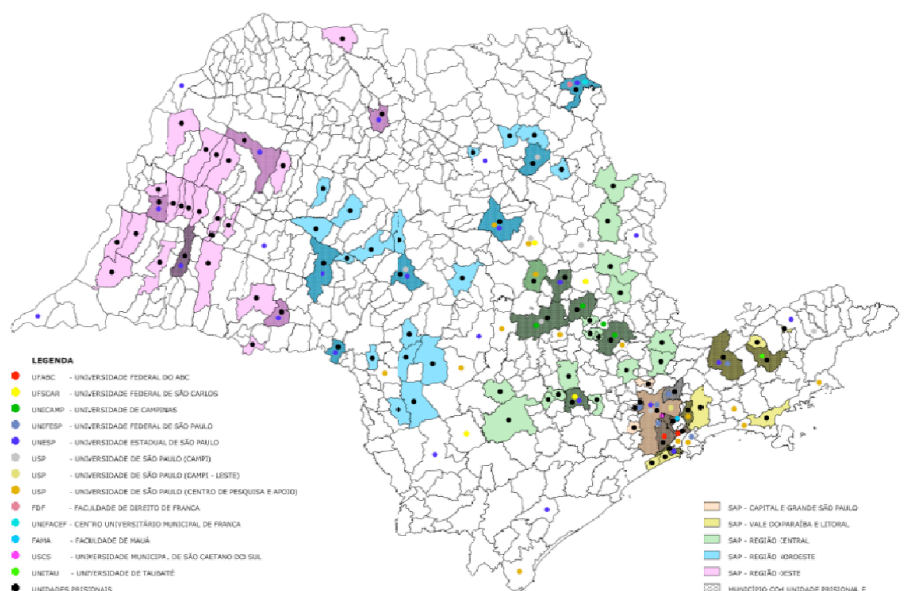 LEGENDA
UFABC - UNIVERSIDADE FEDERAL DO ABC
UFSCAR - UNIVERSIDADE FEDERAL DE SÃO CARLOS
UNICAMP - UNIVERSIDADE DE CAMPINAS
UNIFESP - UNIVERSIDADE FEDERAL DE SÃO PAULO
UNESP - UNIVERSIDADE ESTADUAL DE SÃO PAULO
USP - UNIVERSIDADE DE SÃO PAULO (CAMPI)
USP - UNIVERSIDADE DE SÃO PAULO (CAMPI - LESTE)
USP - UNIVERSIDADE DE SÃO PAULO (CENTRO DE PESQUISA E APOIO)
FDF - FACULDADE DE DIREITO DE FRANCA
UNIFACEF - CENTRO UNIVERSITÁRIO MUNICIPAL DE FRANCA
FAMA - FACULDADE DE MAUÁ
USCS - UNIVERSIDADE MUNICIPAL DE SÃO CAETANO DO SUL
UNITAU - UNIVERSIDADE DE TAUBATÉ
UNIDADES PRISIONAIS
SAP - CAPITAL E GRANDE SÃO PAULO
SAP - VALE DO PARAÍBA E LITORAL
SAP - REGIÃO CENTRAL
SAP - REGIÃO NOROESTE
SAP - REGIÃO OESTE
MUNICÍPIO COM UNIDADE PRISIONAL E